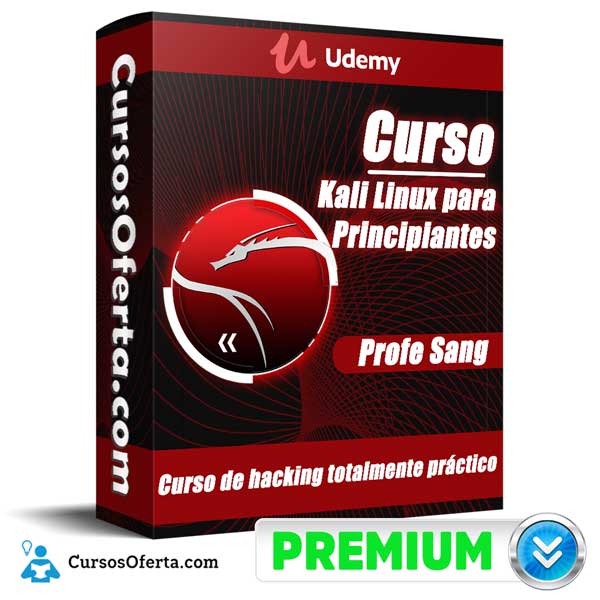 Udemy
CursosOferta.com
Curso
Kali Linux para
Principiantes
Profe Sang
Curso de hacking totalmente práctico
CursosOferta.com
PREMIUM